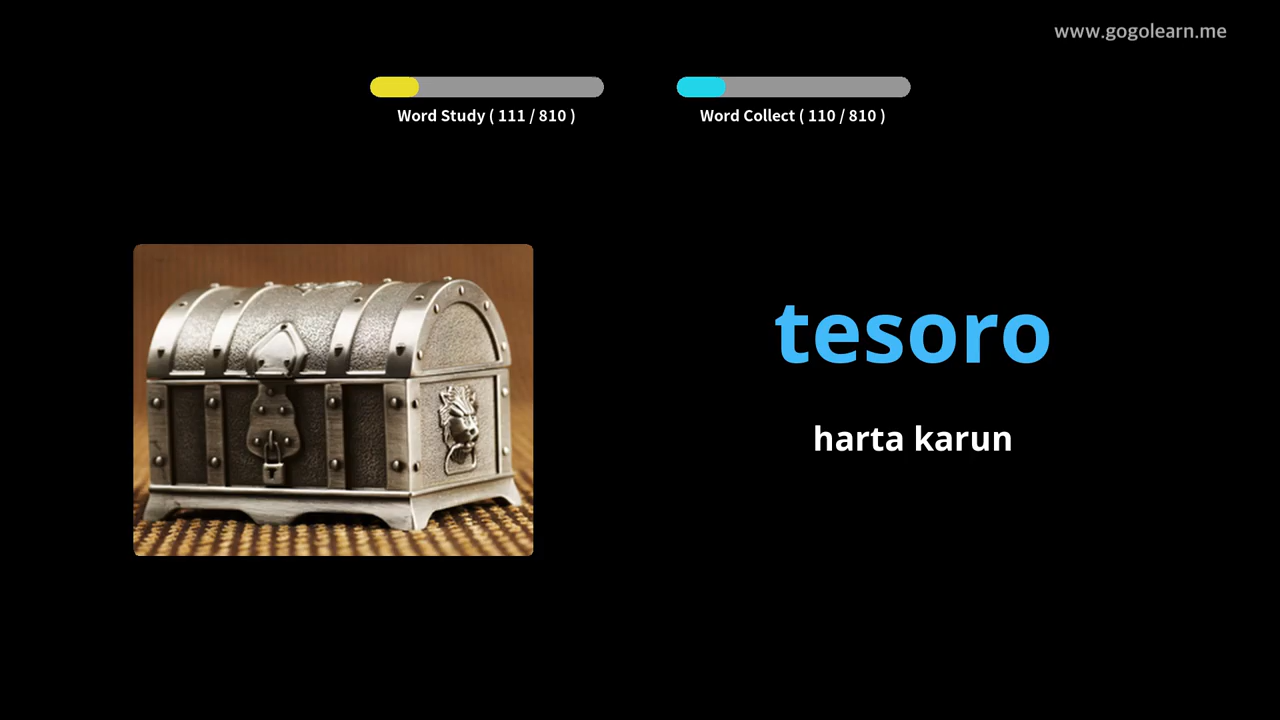 www.gogolearn.me
Word Study ( 111 / 810 )
Word Collect ( 110 / 810 )
tesoro
harta karun